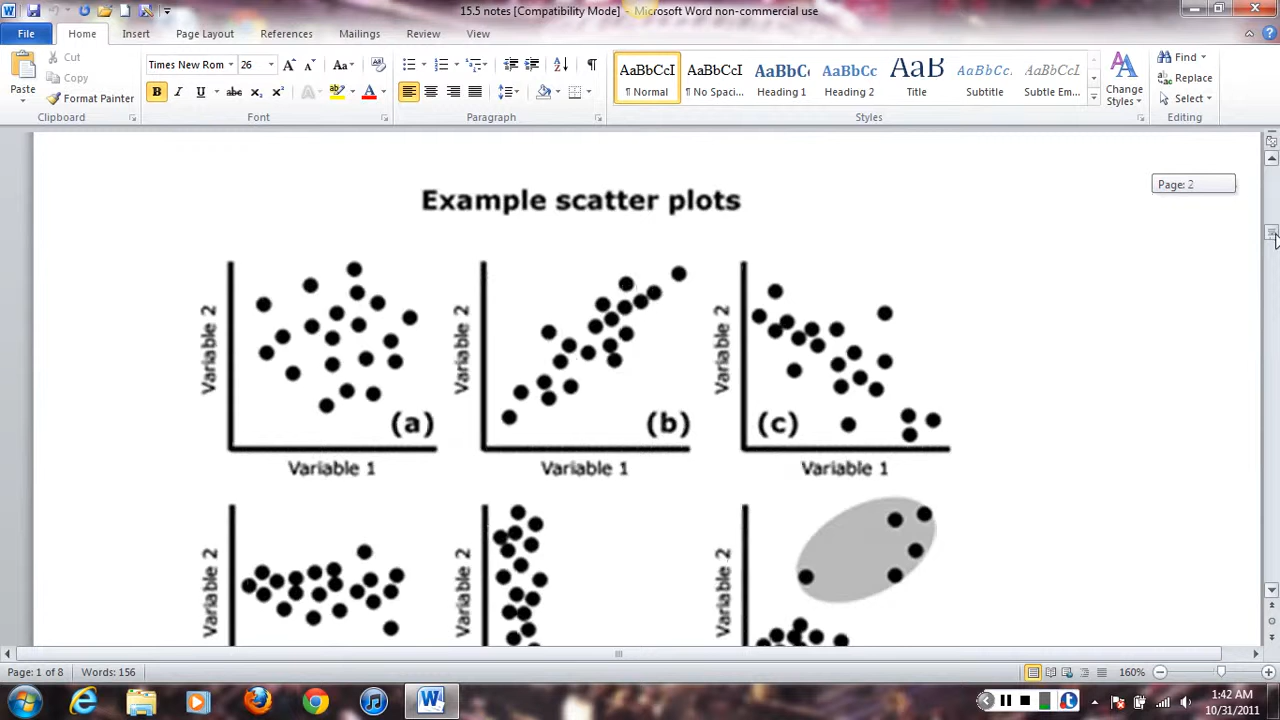 15.5 notes [Compatibility Mode] - Microsoft Word non-commercial use
File Home Insert Page Layout References Mailings Review View
Cut
Copy
Format Painter
Paste
Clipboard
Times New Rom 26
Font
Paragraph
AaBbCcI AaBbCcI AaBbCc AaBbCcI AaB AaBbCc. AaBbCcI
¶ Normal ¶ No Spaci... Heading 1 Heading 2 Title Subtitle Subtle Em...
Styles
Change Styles
Find
Replace
Select
Editing
Page: 2
Example scatter plots
Variable 2
(a)
Variable 1
Variable 2
(b)
Variable 1
Variable 2
(c)
Variable 1
Variable 2
Variable 2
Variable 2
Page: 1 of 8 Words: 156 160%
1:42 AM
10/31/2011